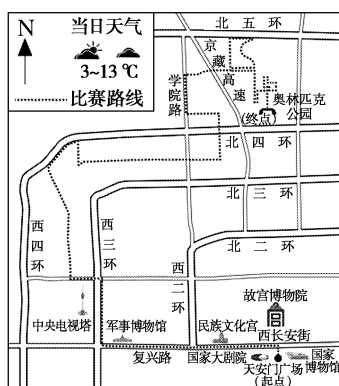 N
当日天气
3~13 ℃
比赛路线
北五环
京藏高速
学院路
奥林匹克
公园
(终点)
北四环
北三环
西四环
西三环
北二环
西二环
故宫博物院
中央电视塔
军事博物馆
民族文化宫
西长安街
复兴路
国家大剧院
国家
博物馆
天安门广场
(起点)